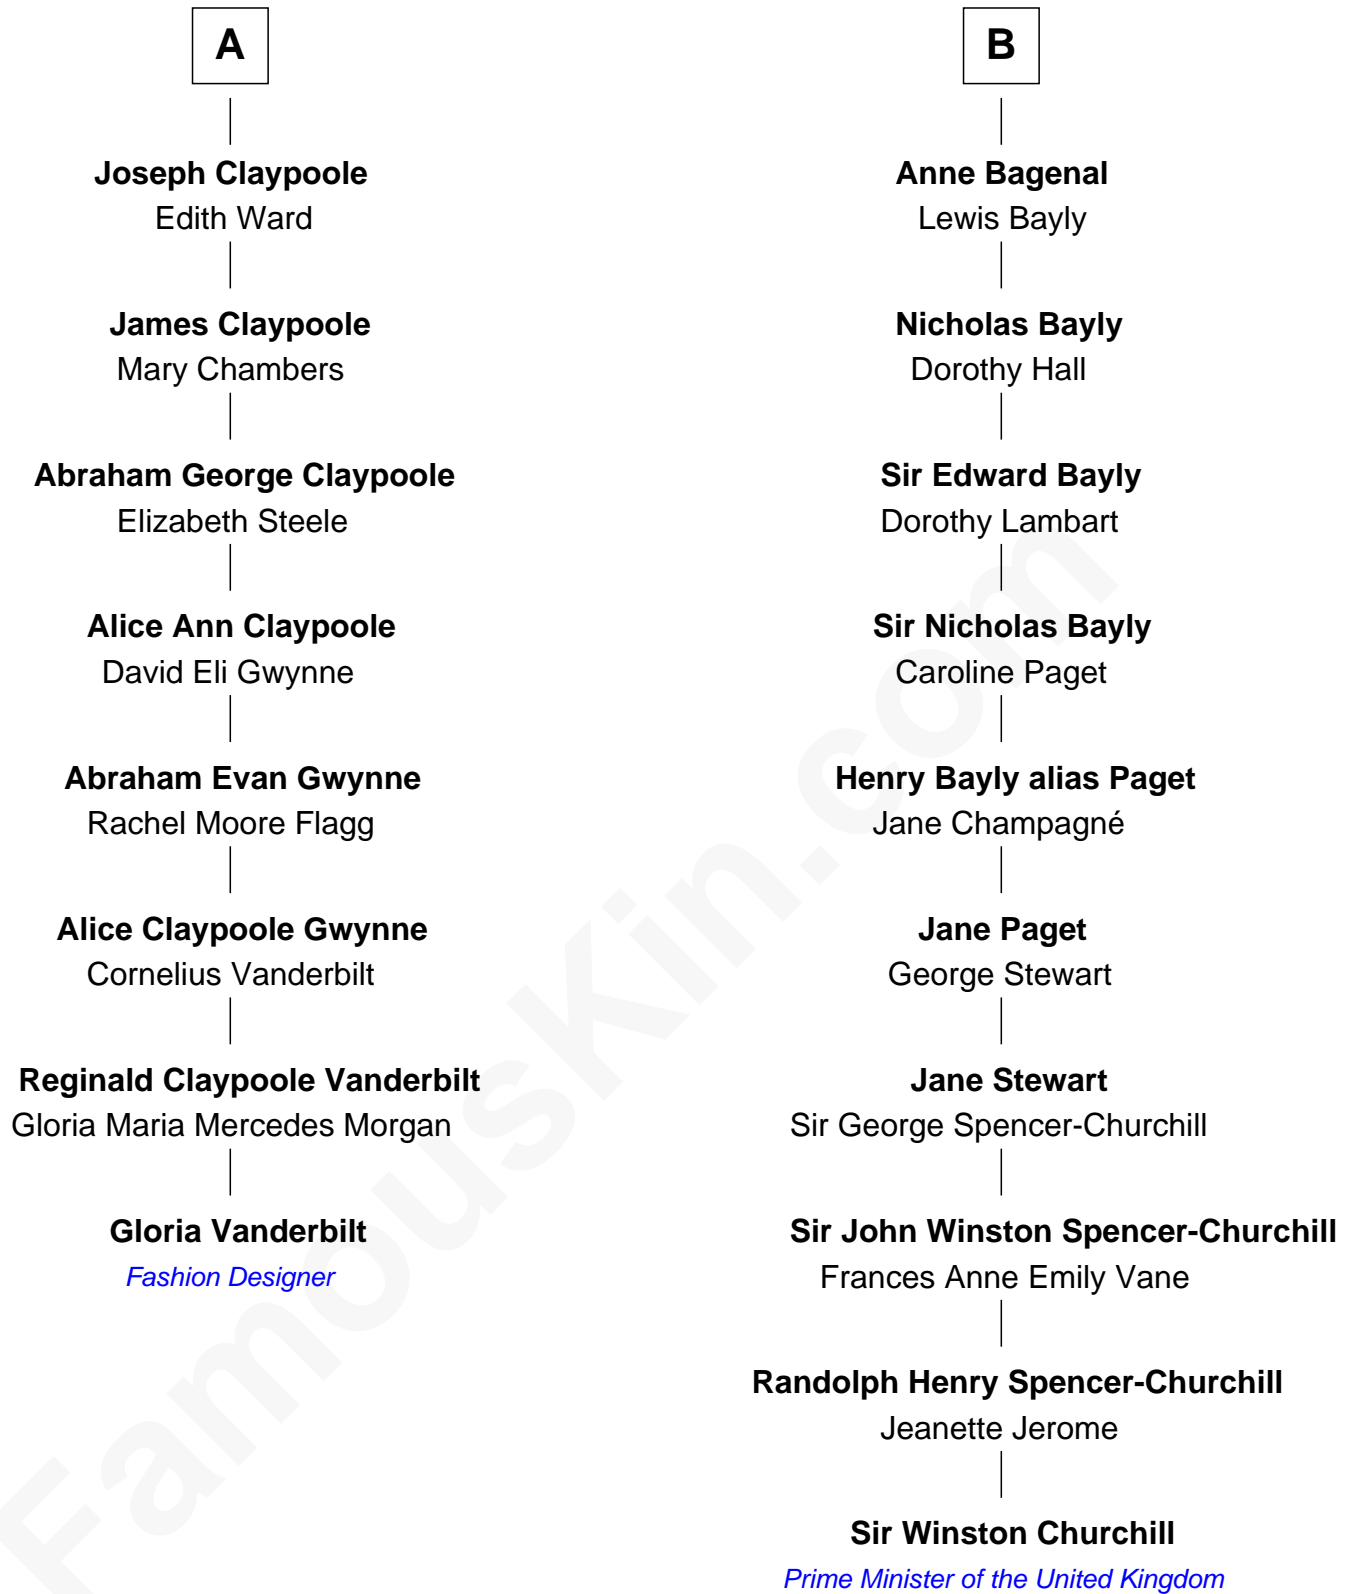 A
Joseph Claypoole
Edith Ward
James Claypoole
Mary Chambers
Abraham George Claypoole
Elizabeth Steele
Alice Ann Claypoole
David Eli Gwynne
Abraham Evan Gwynne
Rachel Moore Flagg
Alice Claypoole Gwynne
Cornelius Vanderbilt
Reginald Claypoole Vanderbilt
Gloria Maria Mercedes Morgan
Gloria Vanderbilt
Fashion Designer
B
Anne Bagenal
Lewis Bayly
Nicholas Bayly
Dorothy Hall
Sir Edward Bayly
Dorothy Lambart
Sir Nicholas Bayly
Caroline Paget
Henry Bayly alias Paget
Jane Champagné
Jane Paget
George Stewart
Jane Stewart
Sir George Spencer-Churchill
Sir John Winston Spencer-Churchill
Frances Anne Emily Vane
Randolph Henry Spencer-Churchill
Jeanette Jerome
Sir Winston Churchill
Prime Minister of the United Kingdom
FamousKin.com